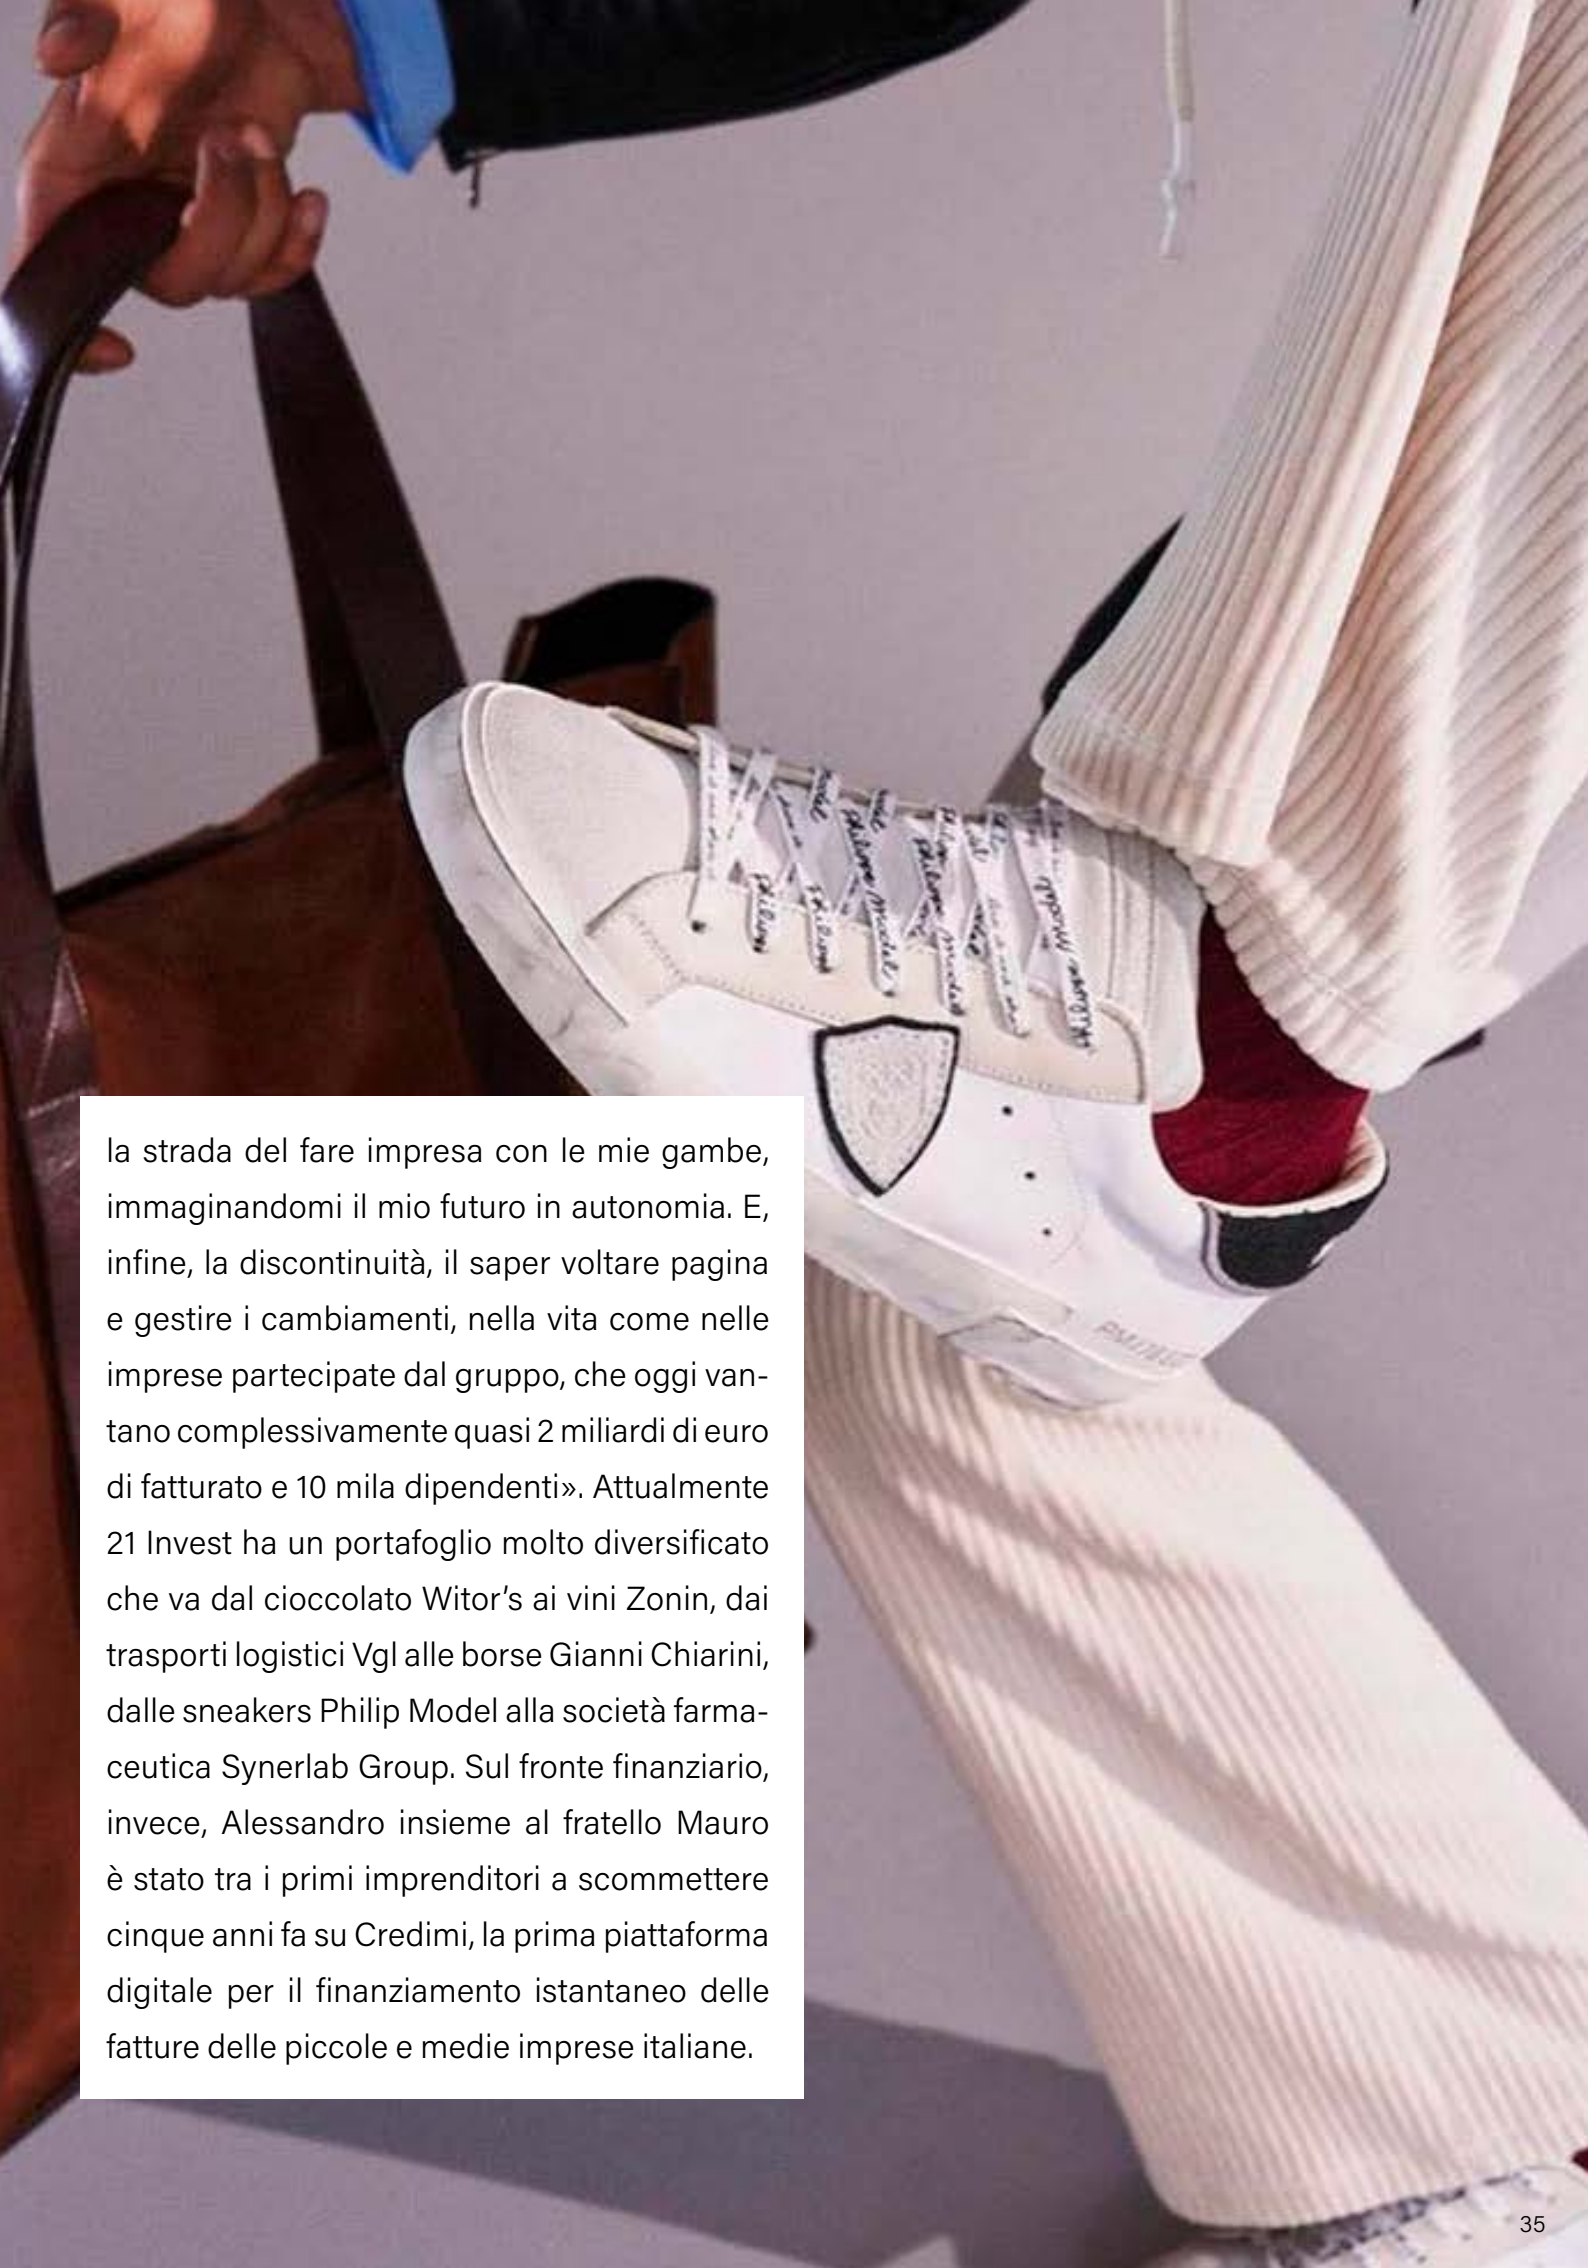 philippe model
philippe model
la strada del fare impresa con le mie gambe,
immaginandomi il mio futuro in autonomia. E,
infine, la discontinuità, il saper voltare pagina
e gestire i cambiamenti, nella vita come nelle
imprese partecipate dal gruppo, che oggi van-
tano complessivamente quasi 2 miliardi di euro
di fatturato e 10 mila dipendenti». Attualmente
21 Invest ha un portafoglio molto diversificato
che va dal cioccolato Witor's ai vini Zonin, dai
trasporti logistici Vgl alle borse Gianni Chiarini,
dalle sneakers Philip Model alla società farma-
ceutica Synerlab Group. Sul fronte finanziario,
invece, Alessandro insieme al fratello Mauro
è stato tra i primi imprenditori a scommettere
cinque anni fa su Credimi, la prima piattaforma
digitale per il finanziamento istantaneo delle
fatture delle piccole e medie imprese italiane.
35